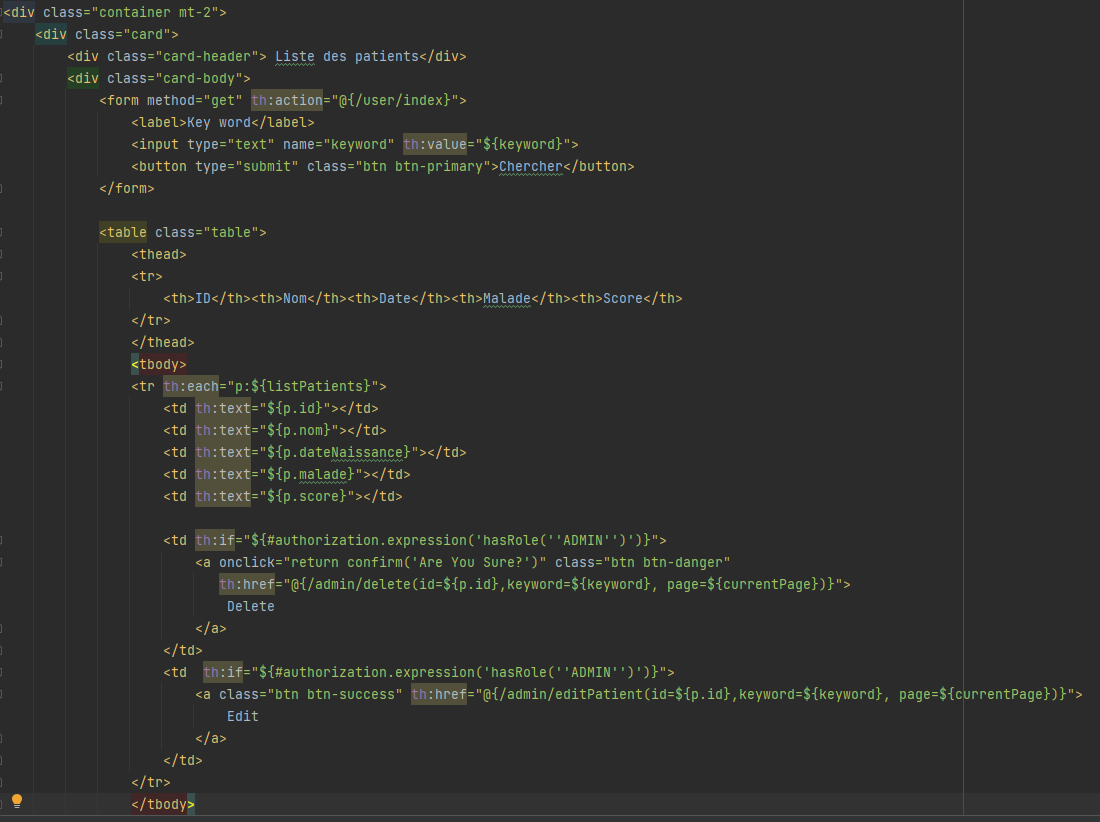 <div class="container mt-2">
<div class="card">
<div class="card-header"> Liste des patients</div>
<div class="card-body">
<form method="get" th:action="@{/user/index}">
<label>Key word</label>
<input type="text" name="keyword" th:value="${keyword}">
<button type="submit" class="btn btn-primary">Chercher</button>
</form>
<table class="table">
<thead>
<tr>
<th>ID</th><th>Nom</th><th>Date</th><th>Malade</th><th>Score</th>
</tr>
</thead>
<tbody>
<tr th:each="p:${listPatients}">
<td th:text="${p.id}"></td>
<td th:text="${p.nom}"></td>
<td th:text="${p.dateNaissance}"></td>
<td th:text="${p.malade}"></td>
<td th:text="${p.score}"></td>
<td th:if="${#authorization.expression('hasRole(''ADMIN'')')}">
<a onclick="return confirm('Are You Sure?')" class="btn btn-danger"
th:href="@{/admin/delete(id=${p.id},keyword=${keyword}, page=${currentPage})}">
Delete
</a>
</td>
<td  th:if="${#authorization.expression('hasRole(''ADMIN'')')}">
<a class="btn btn-success" th:href="@{/admin/editPatient(id=${p.id},keyword=${keyword}, page=${currentPage})}">
Edit
</a>
</td>
</tr>
</tbody>